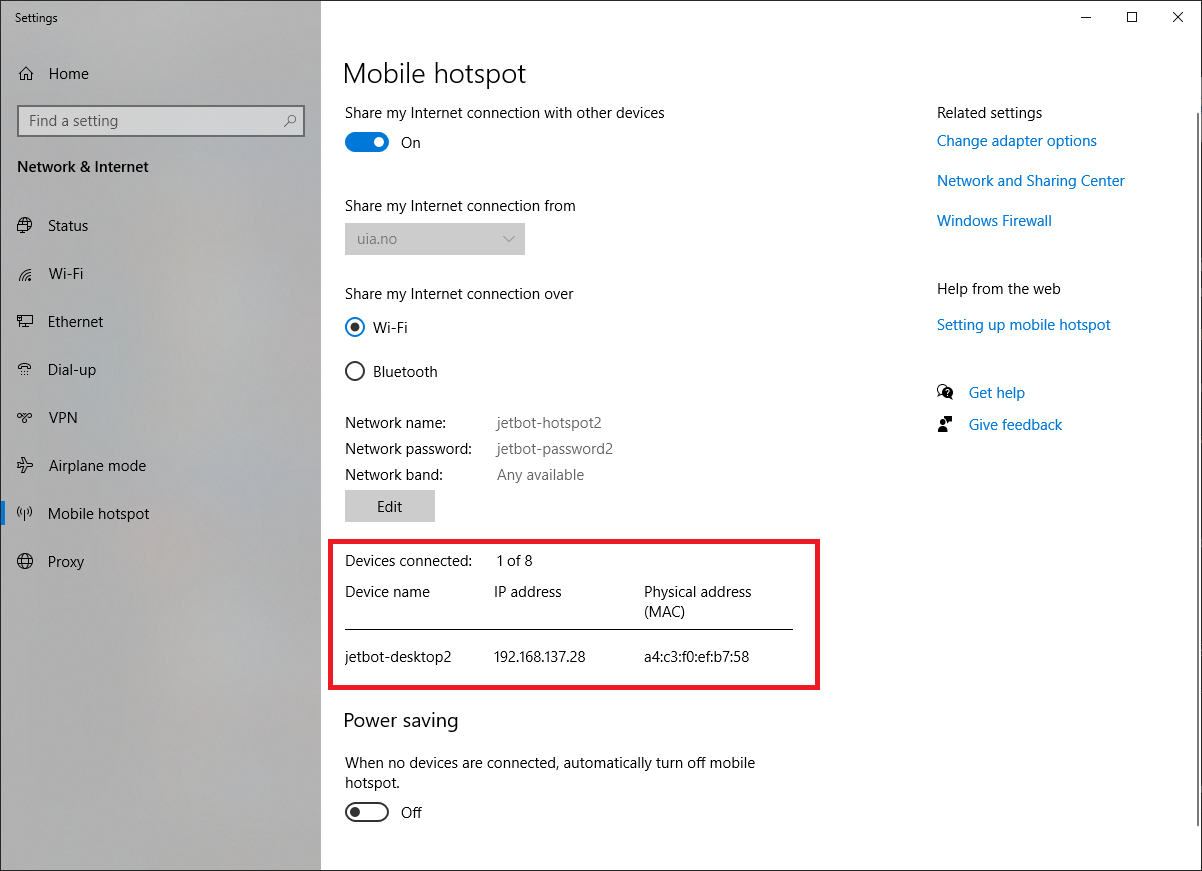 Settings
Home
Find a setting
Network & Internet
Status
Wi-Fi
Ethernet
Dial-up
VPN
Airplane mode
Mobile hotspot
Proxy
Mobile hotspot
Share my Internet connection with other devices
On
Share my Internet connection from
uia.no
Share my Internet connection over
Wi-Fi
Bluetooth
Network name: jetbot-hotspot2
Network password: jetbot-password2
Network band: Any available
Edit
Devices connected: 1 of 8
Device name IP address Physical address
(MAC)
jetbot-desktop2 192.168.137.28 a4:c3:f0:ef:b7:58
Power saving
When no devices are connected, automatically turn off mobile
hotspot.
Off
Related settings
Change adapter options
Network and Sharing Center
Windows Firewall
Help from the web
Setting up mobile hotspot
Get help
Give feedback